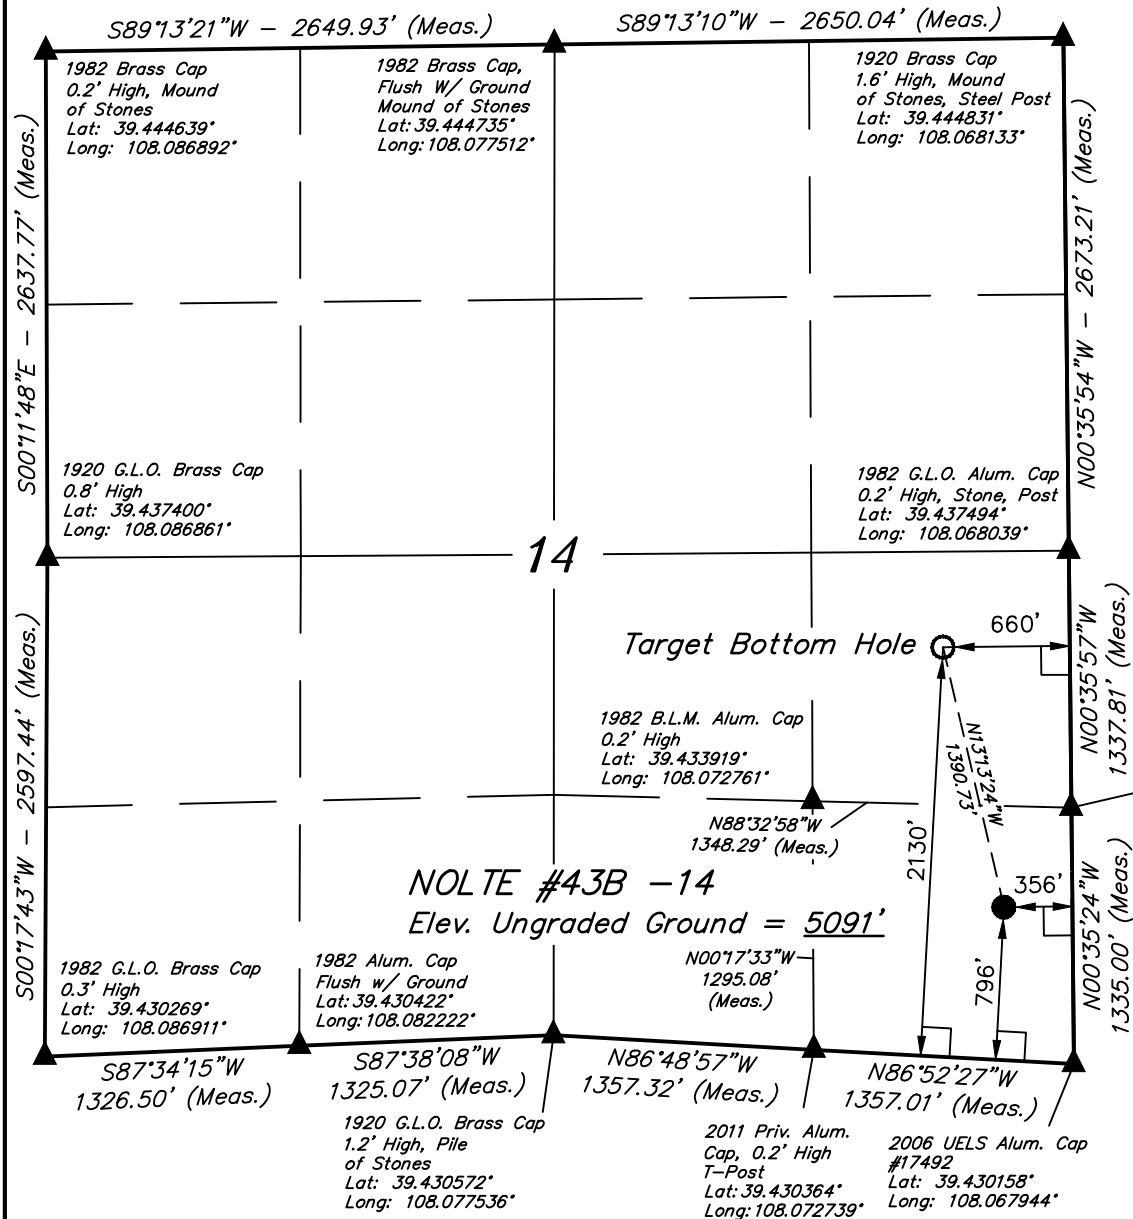 S89°13'21"W - 2649.93' (Meas.)
S89°13'10"W - 2650.04' (Meas.)
1982 Brass Cap
0.2' High, Mound
of Stones
Lat: 39.444639°
Long: 108.086892°
1982 Brass Cap,
Flush W/ Ground
Mound of Stones
Lat: 39.444735°
Long: 108.077512°
1920 Brass Cap
1.6' High, Mound
of Stones, Steel Post
Lat: 39.444831°
Long: 108.068133°
S00°11'48"E - 2637.77' (Meas.)
N00°35'54"W - 2673.21' (Meas.)
1920 G.L.O. Brass Cap
0.8' High
Lat: 39.437400°
Long: 108.086861°
1982 G.L.O. Alum. Cap
0.2' High, Stone, Post
Lat: 39.437494°
Long: 108.068039°
14
Target Bottom Hole
660'
N00°35'57"W
1337.81' (Meas.)
S00°17'43"W - 2597.44' (Meas.)
1982 B.L.M. Alum. Cap
0.2' High
Lat: 39.433919°
Long: 108.072761°
N13°13'24"W
1390.73'
N88°32'58"W
1348.29' (Meas.)
2130'
NOLTE #43B -14
Elev. Ungraded Ground = 5091'
356'
796'
N00°35'24"W
1335.00' (Meas.)
N00°17'33"W
1295.08'
(Meas.)
1982 G.L.O. Brass Cap
0.3' High
Lat: 39.430269°
Long: 108.086911°
1982 Alum. Cap
Flush w/ Ground
Lat: 39.430422°
Long: 108.082222°
S87°34'15"W
1326.50' (Meas.)
S87°38'08"W
1325.07' (Meas.)
N86°48'57"W
1357.32' (Meas.)
N86°52'27"W
1357.01' (Meas.)
1920 G.L.O. Brass Cap
1.2' High, Pile
of Stones
Lat: 39.430572°
Long: 108.077536°
2011 Priv. Alum.
Cap, 0.2' High
T-Post
Lat: 39.430364°
Long: 108.072739°
2006 UELS Alum. Cap
#17492
Lat: 39.430158°
Long: 108.067944°